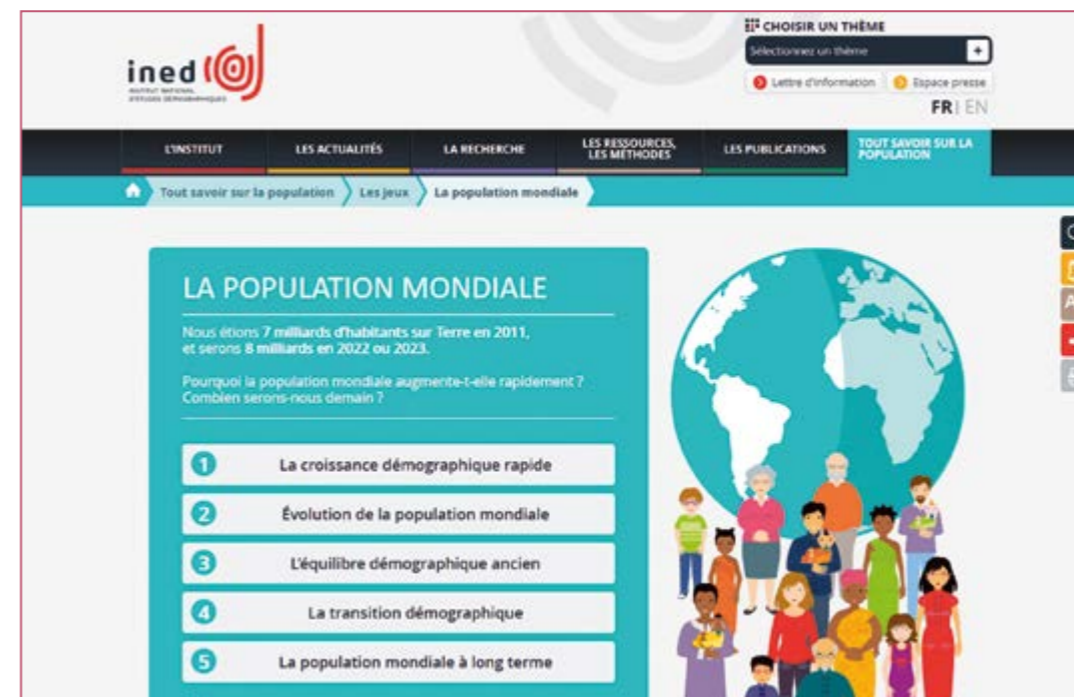 CHOISIR UN THÈME
Sélectionnez un thème
+
ined
INSTITUT NATIONAL
D'ÉTUDES DÉMOGRAPHIQUES
Lettre d'information
Espace presse
FR| EN
L'INSTITUT
LES ACTUALITÉS
LA RECHERCHE
LES RESSOURCES,
LES MÉTHODES
LES PUBLICATIONS
TOUT SAVOIR SUR LA
POPULATION
Tout savoir sur la population
Les jeux
La population mondiale
LA POPULATION MONDIALE
Nous étions 7 milliards d'habitants sur Terre en 2011,
et serons 8 milliards en 2022 ou 2023.
Pourquoi la population mondiale augmente-t-elle rapidement ?
Combien serons-nous demain ?
1 La croissance démographique rapide
2 Évolution de la population mondiale
3 L'équilibre démographique ancien
4 La transition démographique
5 La population mondiale à long terme